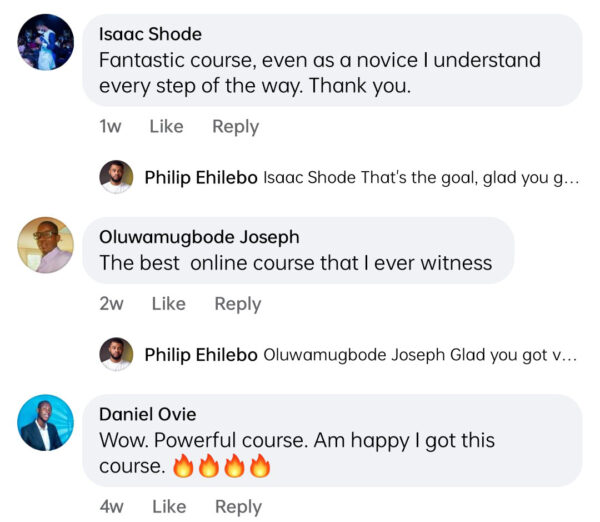 Isaac Shode
Fantastic course, even as a novice I understand
every step of the way. Thank you.
1w Like Reply
Philip Ehilebo Isaac Shode That's the goal, glad you g...
Oluwamugbode Joseph
The best  online course that I ever witness
2w Like Reply
Philip Ehilebo Oluwamugbode Joseph Glad you got v...
Daniel Ovie
Wow. Powerful course. Am happy I got this
course. 🔥🔥🔥🔥
4w Like Reply